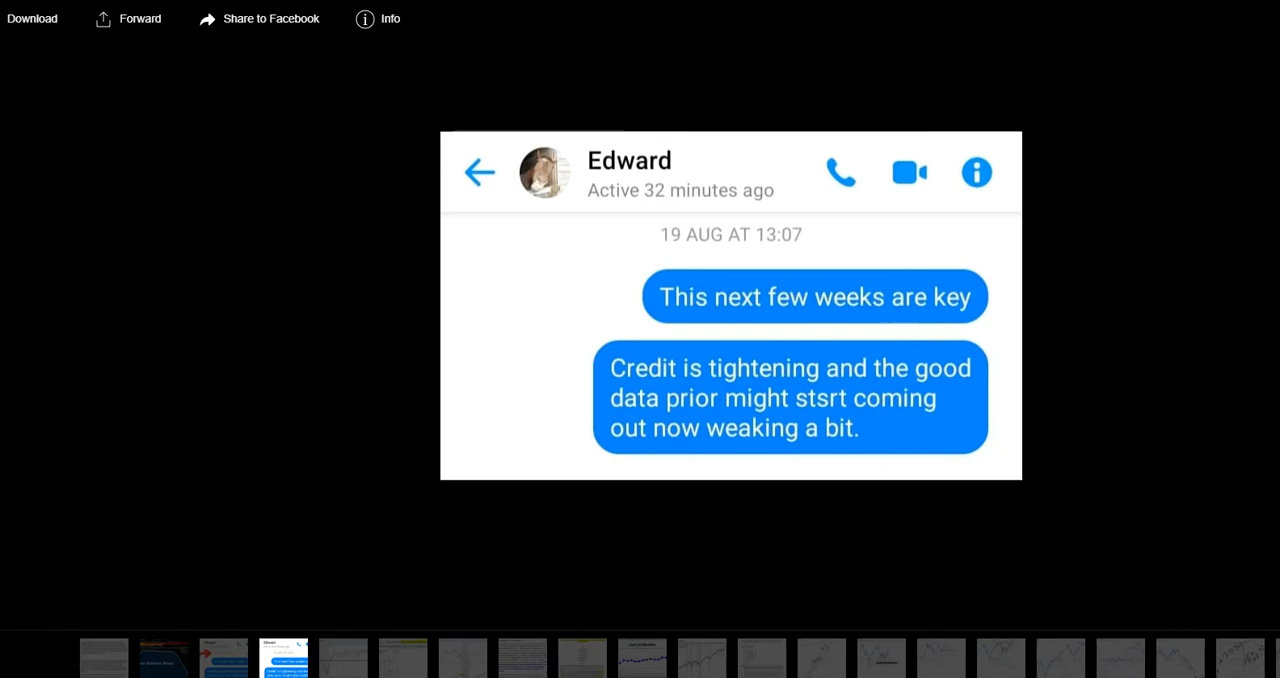 Download
Forward
Share to Facebook
Info
Edward
Active 32 minutes ago
19 AUG AT 13:07
This next few weeks are key
Credit is tightening and the good
data prior might stsrt coming
out now weaking a bit.